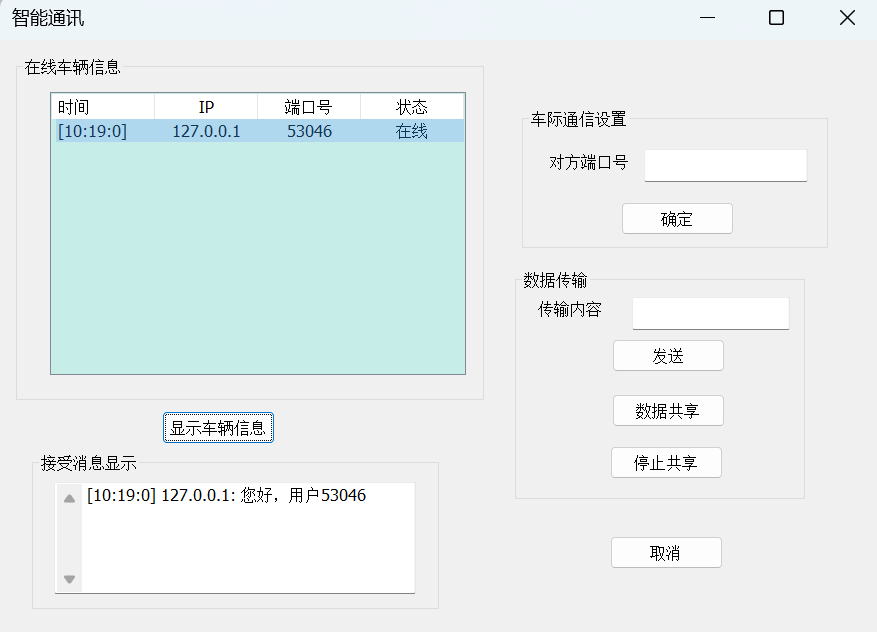 智能通讯
在线车辆信息
时间 IP 端口号 状态
[10:19:0] 127.0.0.1 53046 在线
显示车辆信息
接受消息显示
[10:19:0] 127.0.0.1: 您好，用户53046
车际通信设置
对方端口号
确定
数据传输
传输内容
发送
数据共享
停止共享
取消